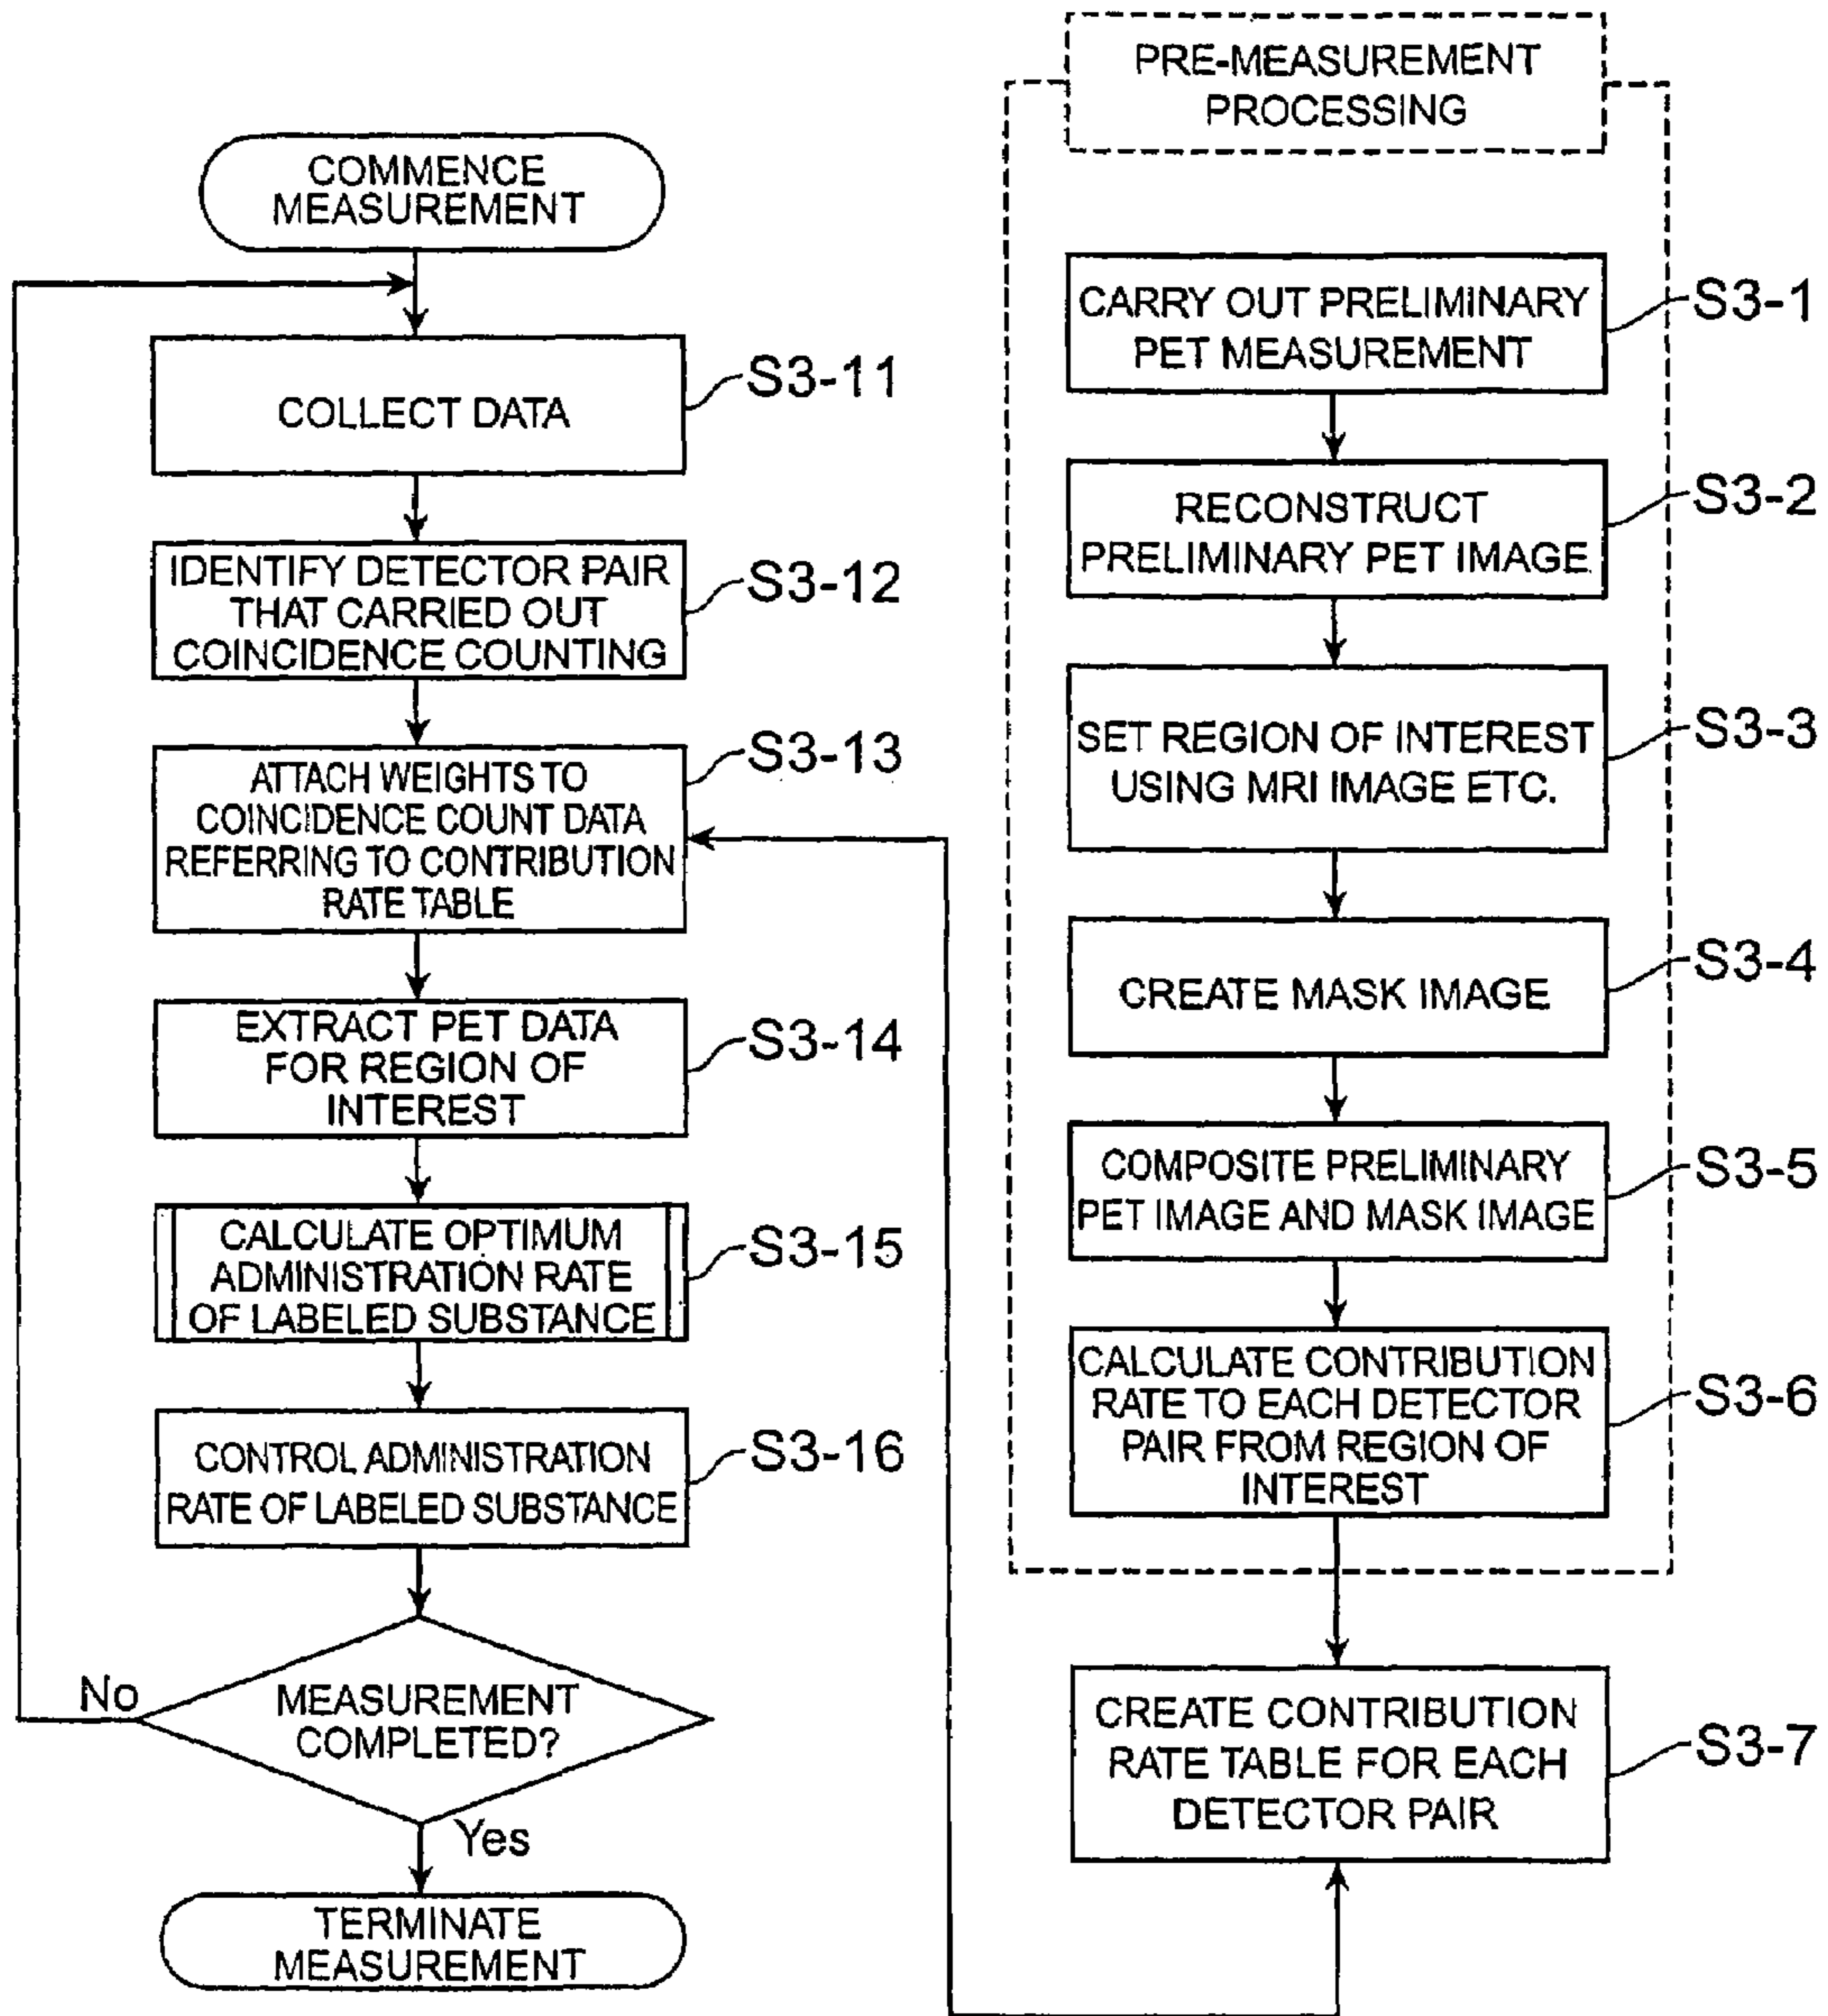 COMMENCE
MEASUREMENT
COLLECT DATA
S3-11
IDENTIFY DETECTOR PAIR
THAT CARRIED OUT
COINCIDENCE COUNTING
S3-12
ATTACH WEIGHTS TO
COINCIDENCE COUNT DATA
REFERRING TO CONTRIBUTION
RATE TABLE
S3-13
EXTRACT PET DATA
FOR REGION OF
INTEREST
S3-14
CALCULATE OPTIMUM
ADMINISTRATION RATE
OF LABELED SUBSTANCE
S3-15
CONTROL ADMINISTRATION
RATE OF LABELED SUBSTANCE
S3-16
MEASUREMENT
COMPLETED?
No
Yes
TERMINATE
MEASUREMENT
PRE-MEASUREMENT
PROCESSING
CARRY OUT PRELIMINARY
PET MEASUREMENT
S3-1
RECONSTRUCT
PRELIMINARY PET IMAGE
S3-2
SET REGION OF INTEREST
USING MRI IMAGE ETC.
S3-3
CREATE MASK IMAGE
S3-4
COMPOSITE PRELIMINARY
PET IMAGE AND MASK IMAGE
S3-5
CALCULATE CONTRIBUTION
RATE TO EACH DETECTOR
PAIR FROM REGION OF
INTEREST
S3-6
CREATE CONTRIBUTION
RATE TABLE FOR EACH
DETECTOR PAIR
S3-7